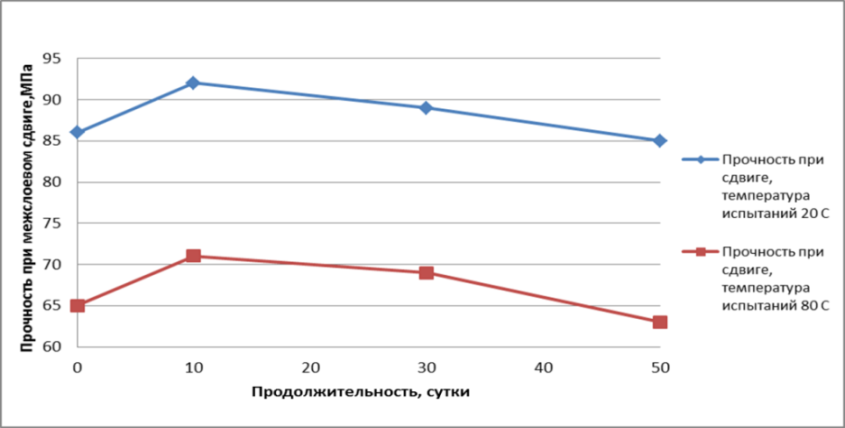 Прочность при межслоевом сдвиге,МПа
95
90
85
80
75
70
65
60
0 10 20 30 40 50
Продолжительность, сутки
Прочность при
сдвиге,
температура
испытаний 20 С
Прочность при
сдвиге,
температура
испытаний 80 С